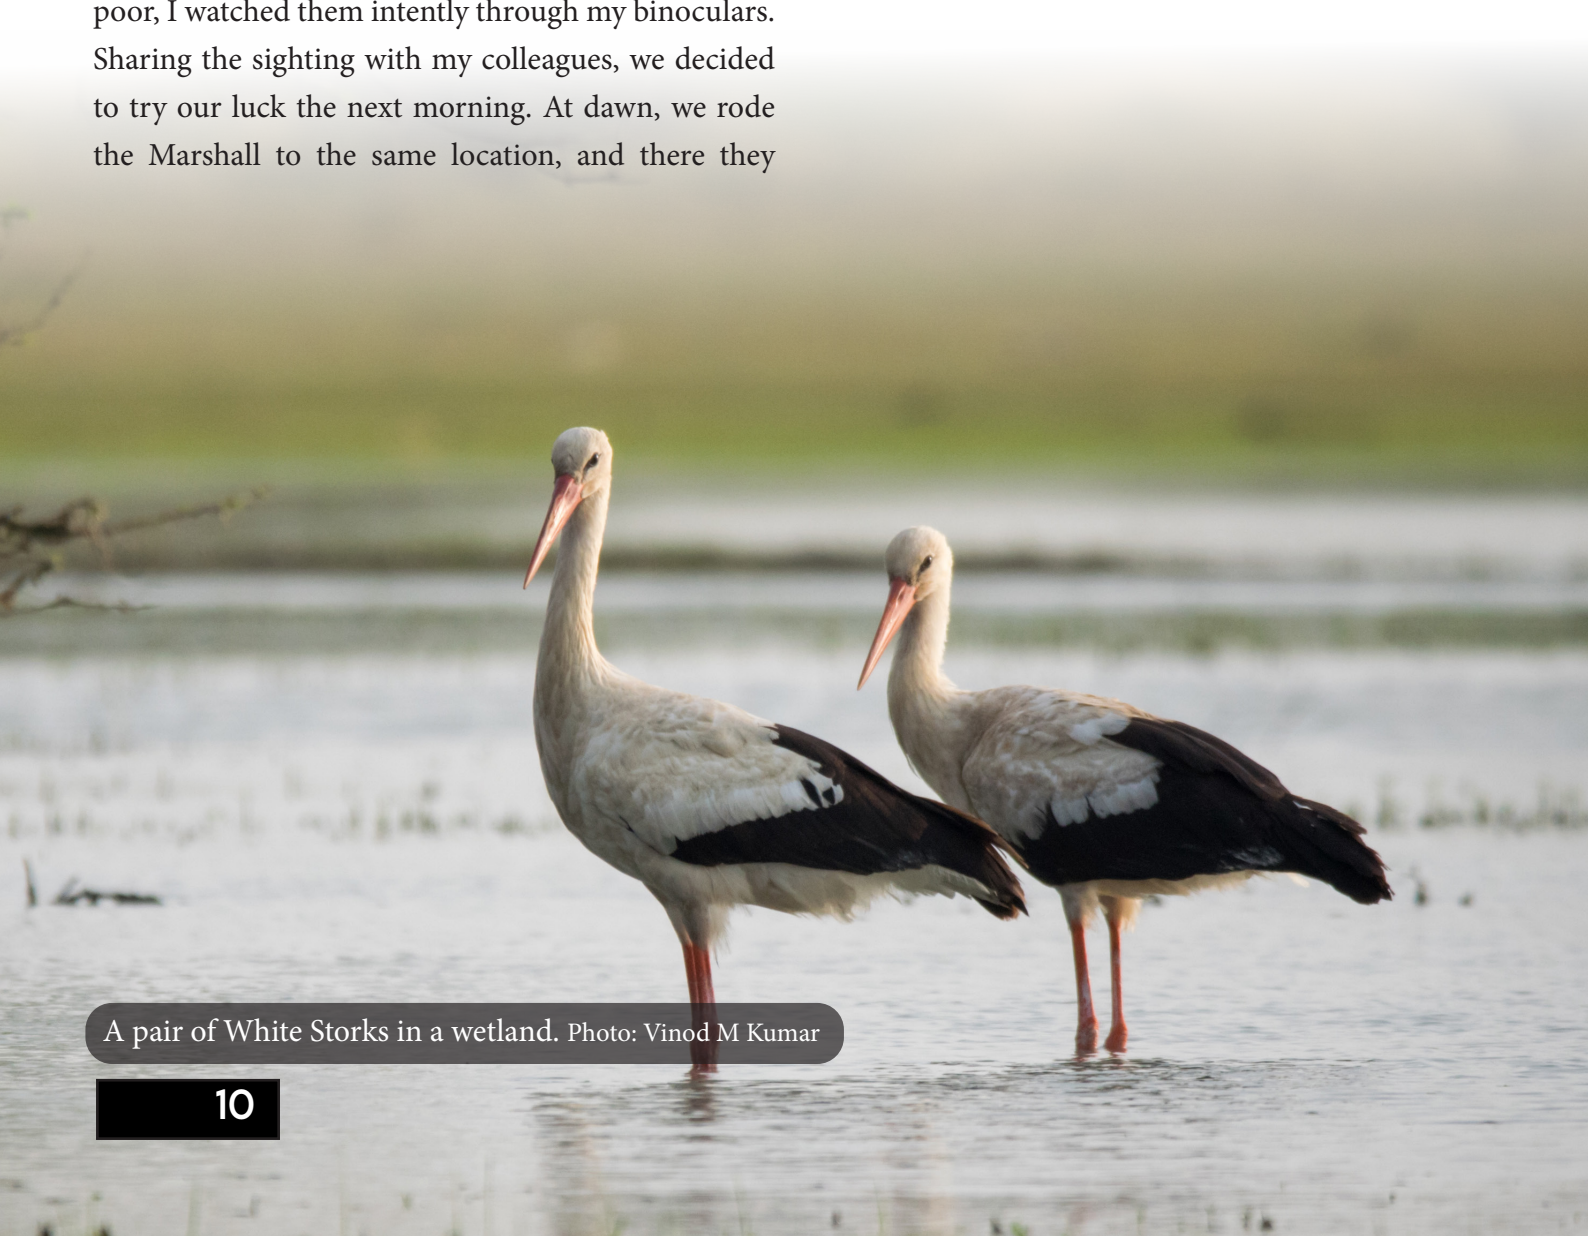 poor, I watched them intently through my binoculars.
Sharing the sighting with my colleagues, we decided
to try our luck the next morning. At dawn, we rode
the Marshall to the same location, and there they
A pair of White Storks in a wetland. Photo: Vinod M Kumar
10